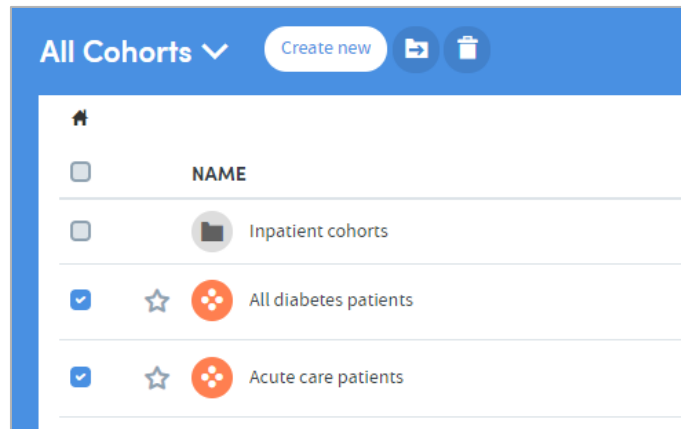 All Cohorts
Create new
NAME
Inpatient cohorts
All diabetes patients
Acute care patients